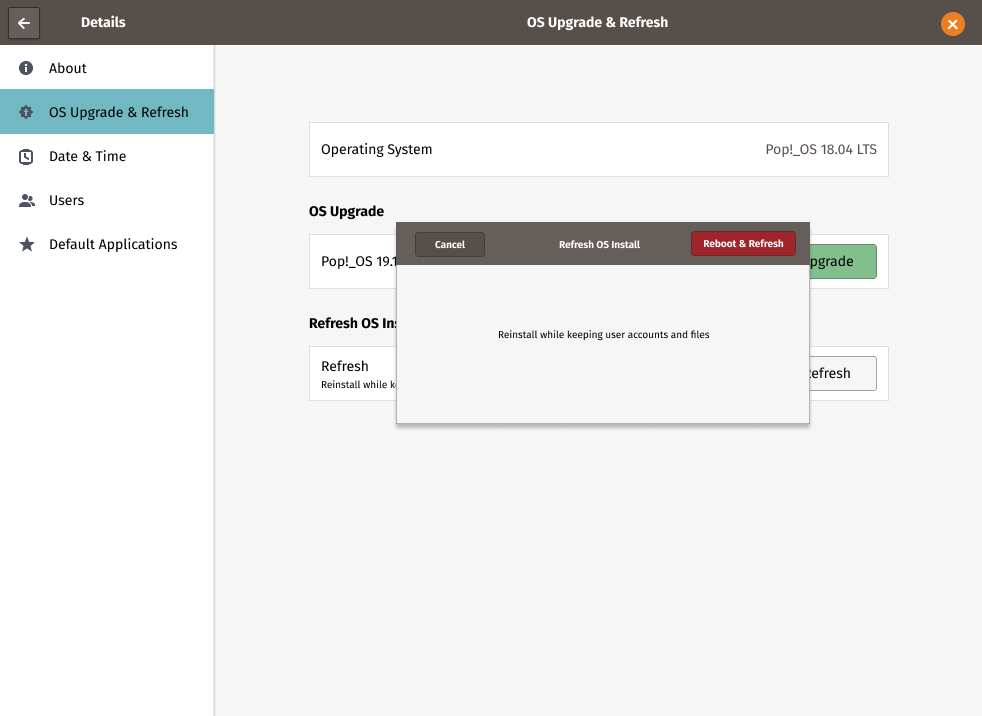 Details
OS Upgrade & Refresh
About
OS Upgrade & Refresh
Date & Time
Users
Default Applications
Operating System
Pop!_OS 18.04 LTS
OS Upgrade
Pop!_OS 19.1
pgrade
Cancel
Refresh OS Install
Reboot & Refresh
Reinstall while keeping user accounts and files
Refresh OS Ins
Refresh
Reinstall while k
efresh